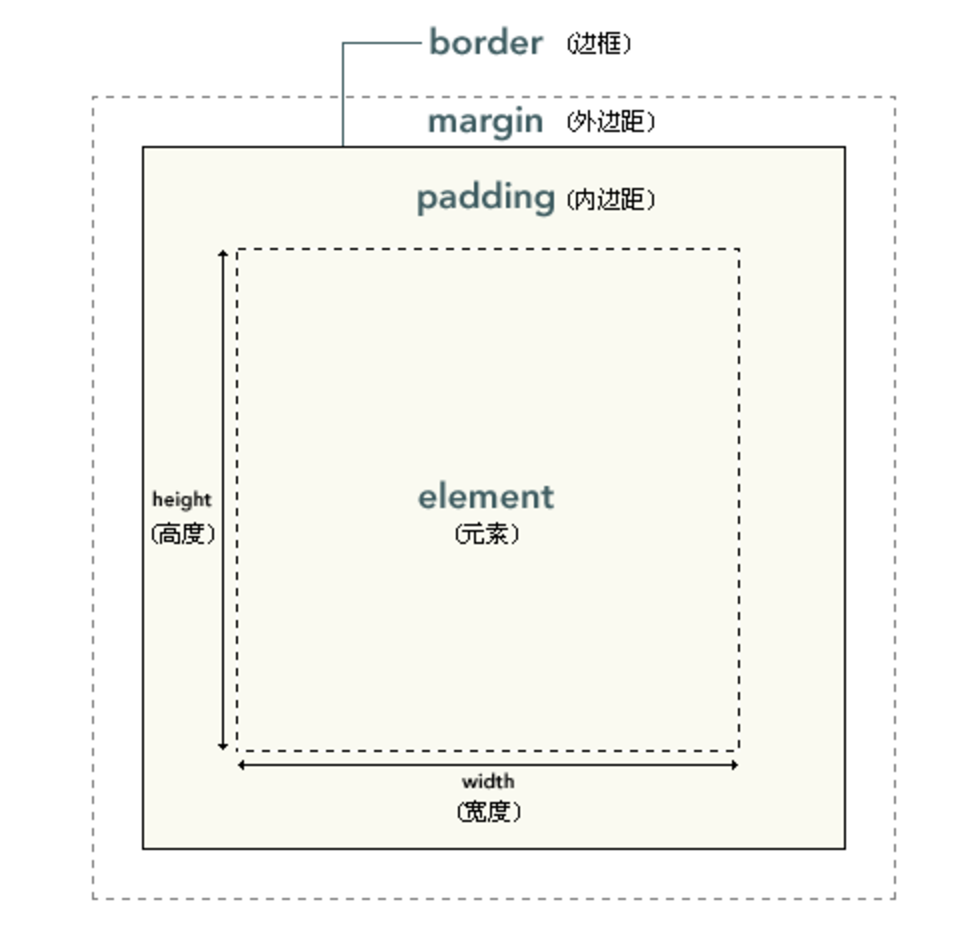 border (边框)
margin (外边距)
padding (内边距)
element
(元素)
height
(高度)
width
(宽度)